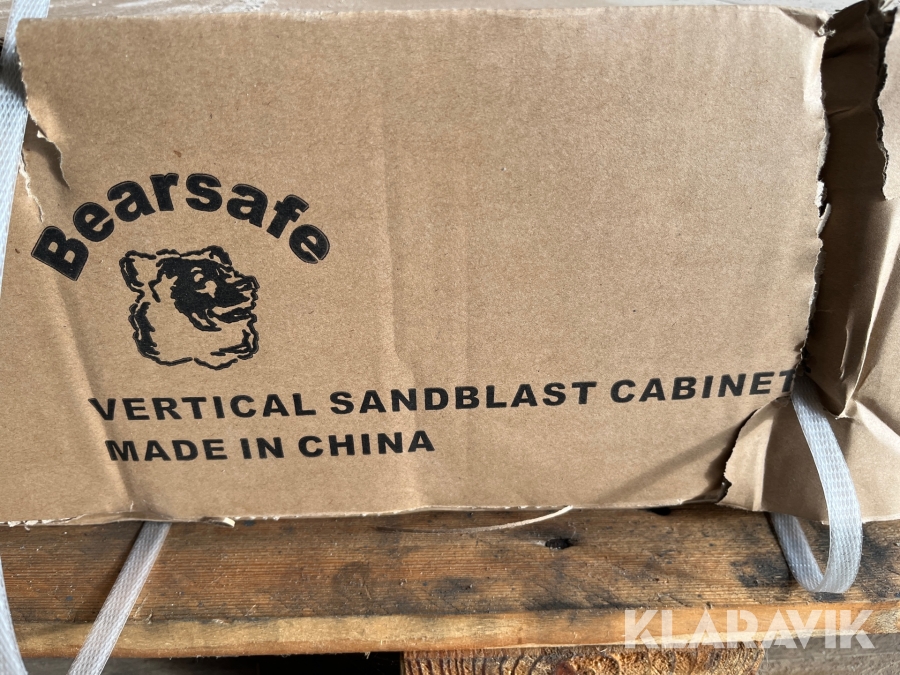 Bearsafe
VERTICAL SANDBLAST CABINET
MADE IN CHINA
KLARAVIK